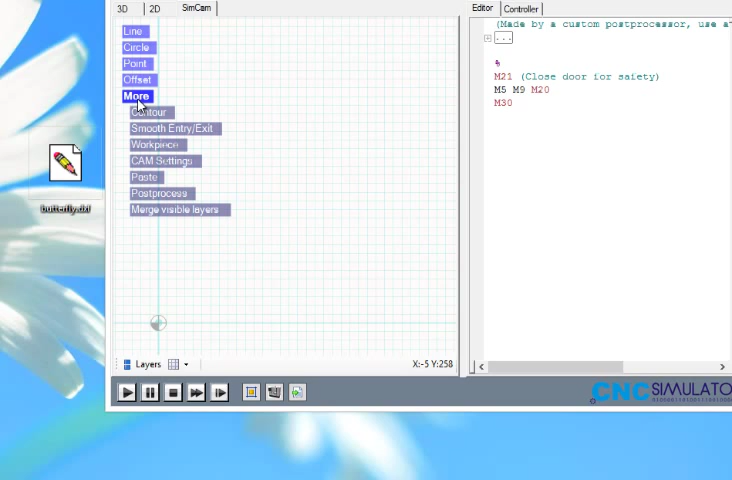 3D 2D SimCam
Line
Circle
Point
Offset
More
Contour
Smooth Entry/Exit
Workpiece
CAM Settings
Paste
Postprocess
Merge visible layers
Layers
X:-5 Y:258
Editor Controller
(Made by a custom postprocessor, use at
...
%
M21 (Close door for safety)
M5 M9 M20
M30
butterfly.dxf
CNCSIMULATO